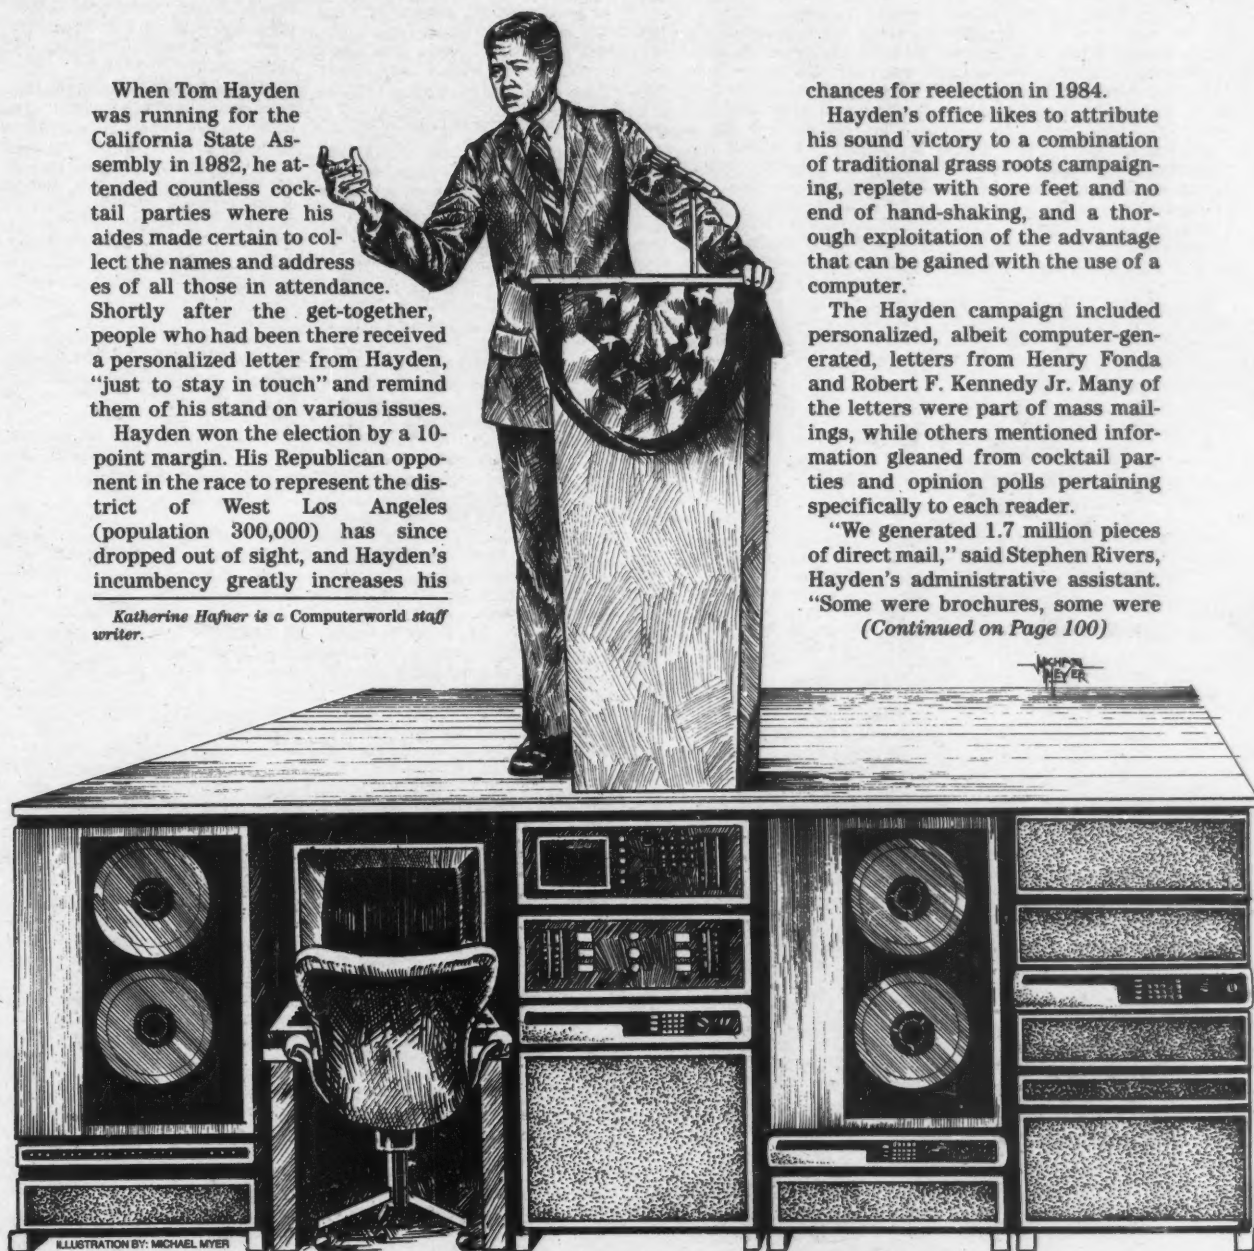 When Tom Hayden
was running for the
California State As-
sembly in 1982, he at-
tended countless cock-
tail parties where his
aides made certain to col-
lect the names and address
es of all those in attendance.
Shortly after the get-together,
people who had been there received
a personalized letter from Hayden,
"just to stay in touch" and remind
them of his stand on various issues.
Hayden won the election by a 10-
point margin. His Republican oppo-
nent in the race to represent the dis-
trict of West Los Angeles
(population 300,000) has since
dropped out of sight, and Hayden's
incumbency greatly increases his
Katherine Hafner is a Computerworld staff
writer.
chances for reelection in 1984.
Hayden's office likes to attribute
his sound victory to a combination
of traditional grass roots campaign-
ing, replete with sore feet and no
end of hand-shaking, and a thor-
ough exploitation of the advantage
that can be gained with the use of a
computer.
The Hayden campaign included
personalized, albeit computer-gen-
erated, letters from Henry Fonda
and Robert F. Kennedy Jr. Many of
the letters were part of mass mail-
ings, while others mentioned infor-
mation gleaned from cocktail par-
ties and opinion polls pertaining
specifically to each reader.
"We generated 1.7 million pieces
of direct mail," said Stephen Rivers,
Hayden's administrative assistant.
"Some were brochures, some were
(Continued on Page 100)
MICHAEL
MEYER
ILLUSTRATION BY: MICHAEL MYER